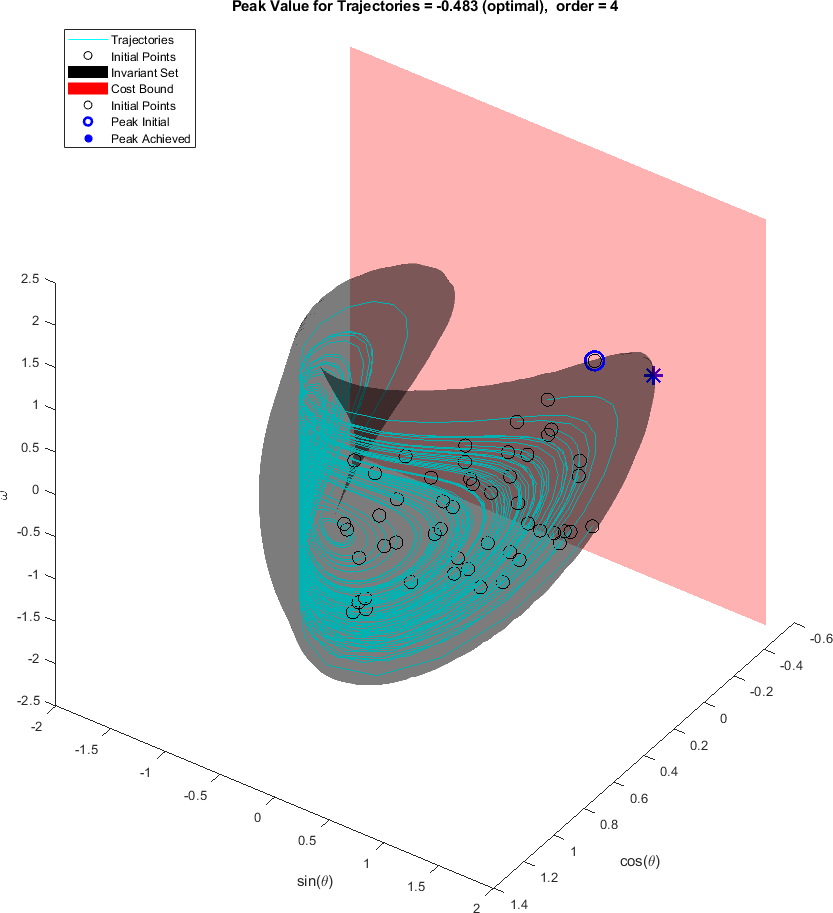 Peak Value for Trajectories = -0.483 (optimal), order = 4
Trajectories
Initial Points
Invariant Set
Cost Bound
Initial Points
Peak Initial
Peak Achieved
2.5
2
1.5
1
0.5
0
-0.5
-1
-1.5
-2
-2.5
ω
-2
-1.5
-1
-0.5
0
0.5
1
1.5
2
sin(θ)
-0.6
-0.4
-0.2
0
0.2
0.4
0.6
0.8
1
1.2
1.4
cos(θ)